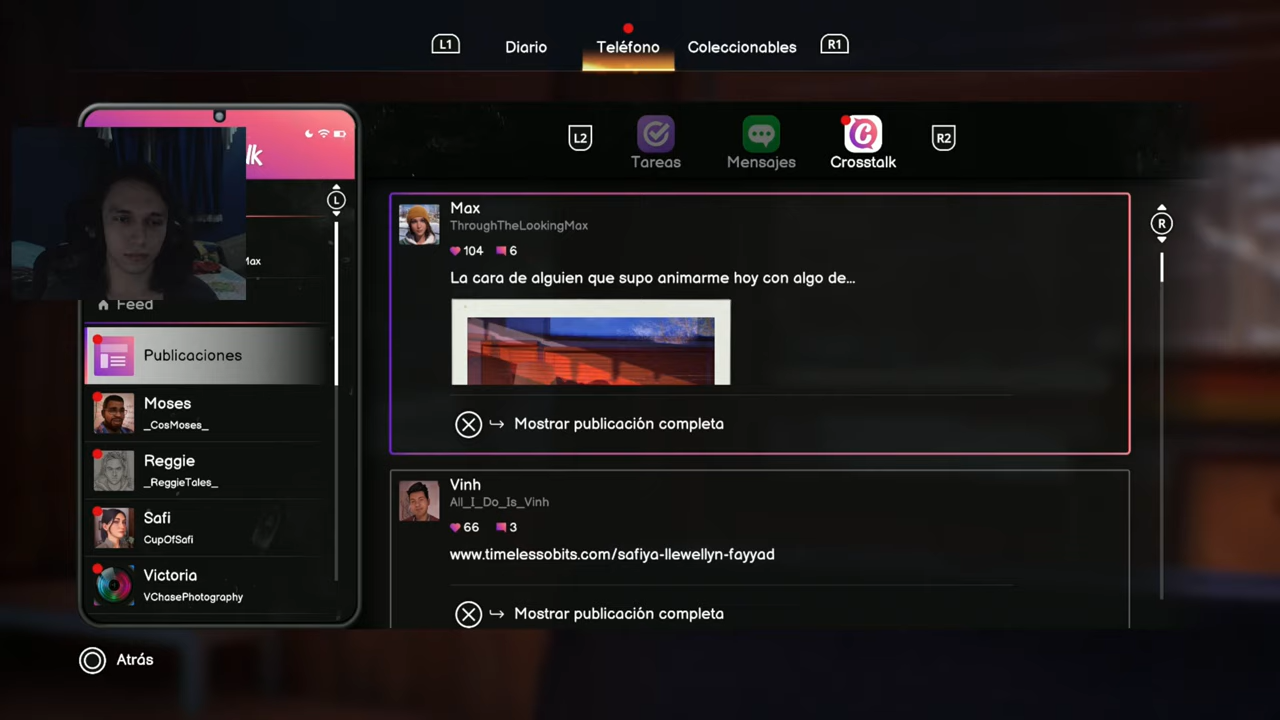 L1
Diario
Teléfono
Coleccionables
R1
L2
Tareas
Mensajes
Crosstalk
R2
lk
L
Max
Feed
Publicaciones
Moses
_CosMoses_
Reggie
_ReggieTales_
Safi
CupOfSafi
Victoria
VChasePhotography
Max
ThroughTheLookingMax
104 6
La cara de alguien que supo animarme hoy con algo de...
Mostrar publicación completa
Vinh
All_I_Do_Is_Vinh
66 3
www.timelessobits.com/safiya-llewellyn-fayyad
Mostrar publicación completa
R
Atrás